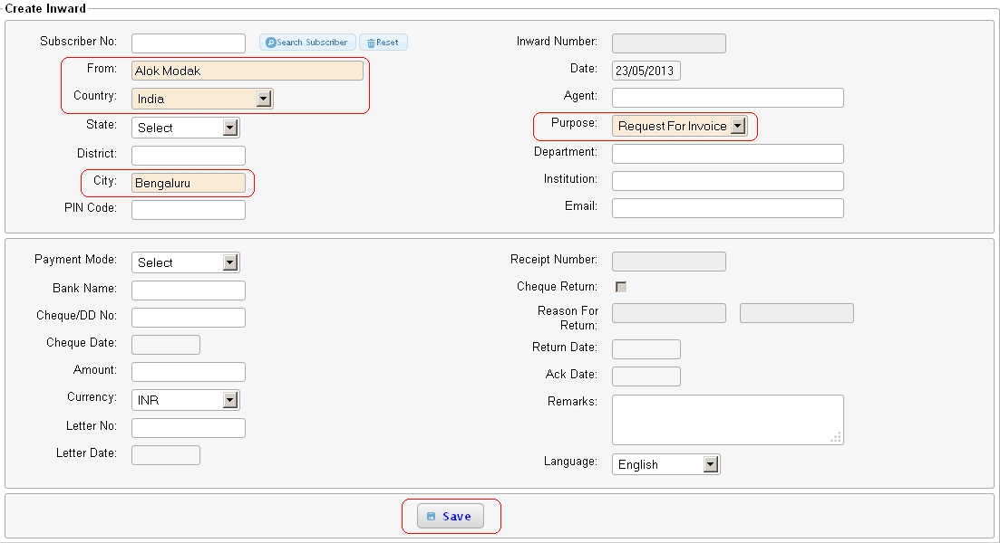 Create Inward
Subscriber No: Search Subscriber Reset
From: Alok Modak
Country: India
State: Select
District:
City: Bengaluru
PIN Code:
Inward Number:
Date: 23/05/2013
Agent:
Purpose: Request For Invoice
Department:
Institution:
Email:
Payment Mode: Select
Bank Name:
Cheque/DD No:
Cheque Date:
Amount:
Currency: INR
Letter No:
Letter Date:
Receipt Number:
Cheque Return:
Reason For
Return:
Return Date:
Ack Date:
Remarks:
Language: English
Save